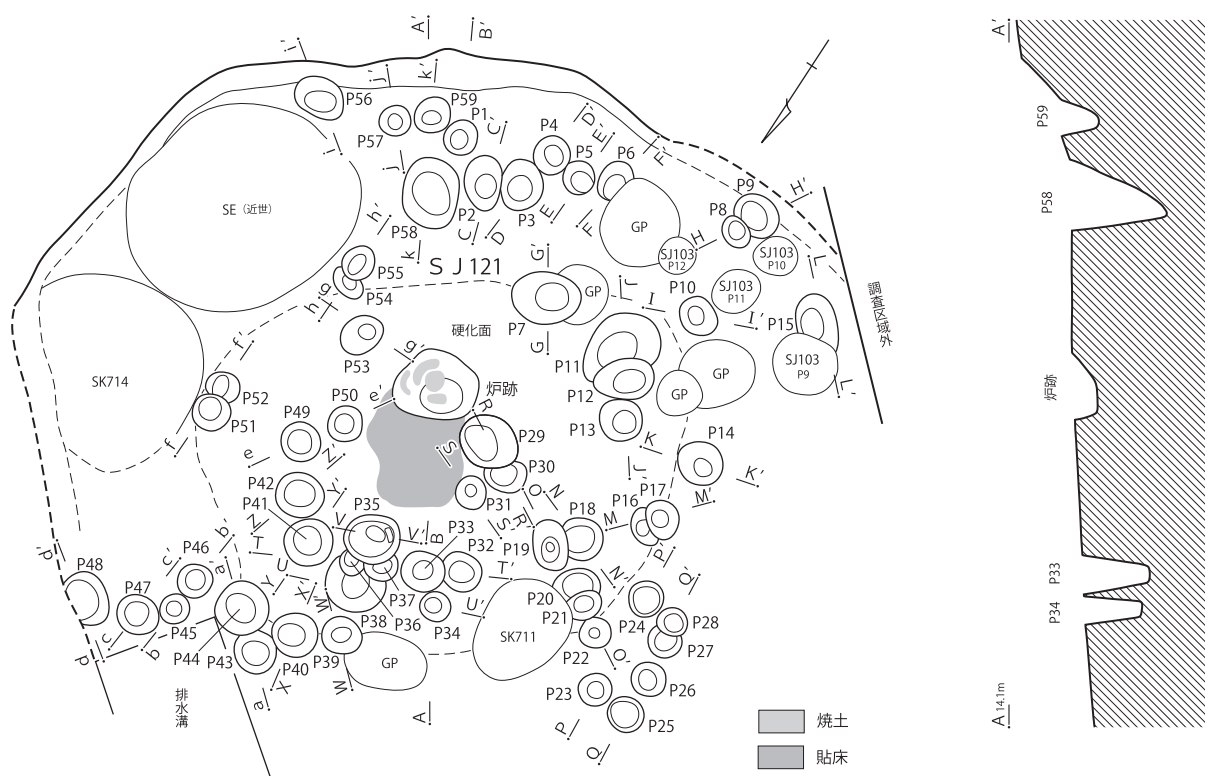 A'
B'
i'
j'
k'
P56
P59
P1
C'
P57
D'
E'
F'
P4
P5
P6
i
j
SE（近世）
P2
P3
P58
h'
k
C
D
E
F
GP
P9
P8
H'
H
SJ103
P12
SJ103
P10
L
P55
P54
g
h
SJ121
G'
GP
P7
G
J
I
P10
SJ103
P11
I'
P15
調査区域外
硬化面
P53
g'
f'
SK714
P52
P51
f
P50
e'
炉跡
R
P11
P12
P13
GP
GP
SJ103
P9
L'
P49
e
Z'
P29
S
P30
P31
K
J'
P14
K'
M'
P42
P41
Y'
Z
T
P35
V
V'
B
P33
P32
O
N
R'
S'
P18
M
P16
P17
P19
P
d'
P48
c'
P46
a'
b
U
Y
X'
W'
T'
U'
N'
Q'
P47
P45
P44
P43
P40
P39
P38
P37
P36
P34
SK711
P20
P21
P22
P24
P28
P27
d
c
b'
a
X
W
GP
O'
P23
P26
P25
P
Q
A
排水溝
焼土
貼床
A'
P59
P58
炉跡
P33
P34
A 14.1m